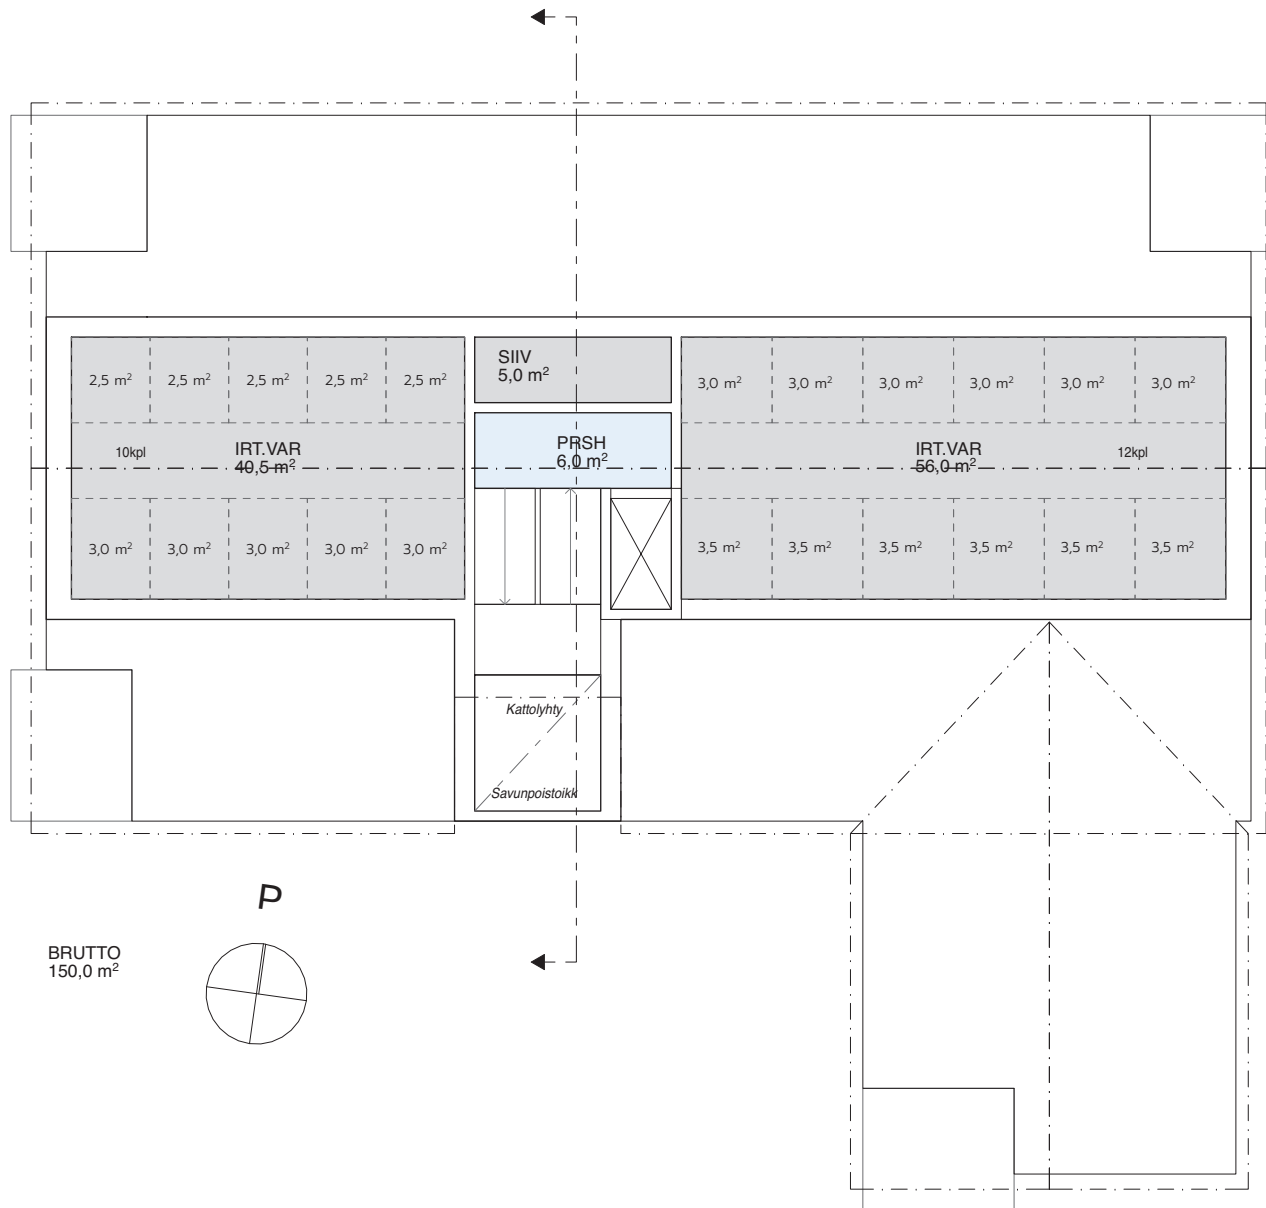 SIIV
5,0 m²
2,5 m² 2,5 m² 2,5 m² 2,5 m² 2,5 m²
3,0 m² 3,0 m² 3,0 m² 3,0 m² 3,0 m² 3,0 m²
10kpl
IRT.VAR
40,5 m²
PRSH
6,0 m²
IRT.VAR
56,0 m²
12kpl
3,0 m² 3,0 m² 3,0 m² 3,0 m² 3,0 m²
3,5 m² 3,5 m² 3,5 m² 3,5 m² 3,5 m² 3,5 m²
Kattolyhty
Savunpoistoikk
P
BRUTTO
150,0 m²